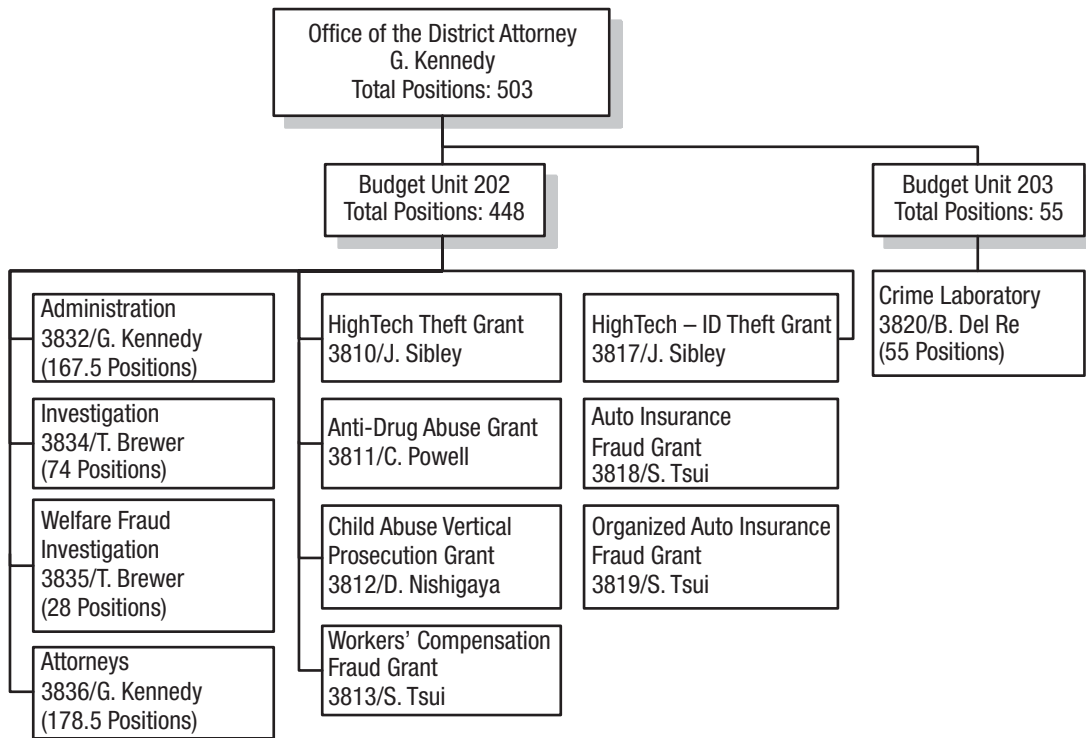 Office of the District Attorney
G. Kennedy
Total Positions: 503
Budget Unit 202
Total Positions: 448
Budget Unit 203
Total Positions: 55
Administration
3832/G. Kennedy
(167.5 Positions)
Investigation
3834/T. Brewer
(74 Positions)
Welfare Fraud
Investigation
3835/T. Brewer
(28 Positions)
Attorneys
3836/G. Kennedy
(178.5 Positions)
HighTech Theft Grant
3810/J. Sibley
Anti-Drug Abuse Grant
3811/C. Powell
Child Abuse Vertical
Prosecution Grant
3812/D. Nishigaya
Workers’ Compensation
Fraud Grant
3813/S. Tsui
HighTech – ID Theft Grant
3817/J. Sibley
Auto Insurance
Fraud Grant
3818/S. Tsui
Organized Auto Insurance
Fraud Grant
3819/S. Tsui
Crime Laboratory
3820/B. Del Re
(55 Positions)